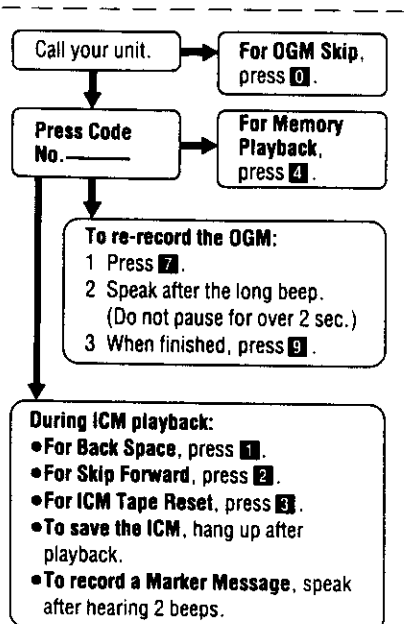 Call your unit.
For OGM Skip,
press 0.
Press Code
No.
For Memory
Playback,
press 4.
To re-record the OGM:
1 Press 7.
2 Speak after the long beep.
(Do not pause for over 2 sec.)
3 When finished, press 9.
During ICM playback:
●For Back Space, press 1.
●For Skip Forward, press 2.
●For ICM Tape Reset, press 3.
●To save the ICM, hang up after
playback.
●To record a Marker Message, speak
after hearing 2 beeps.